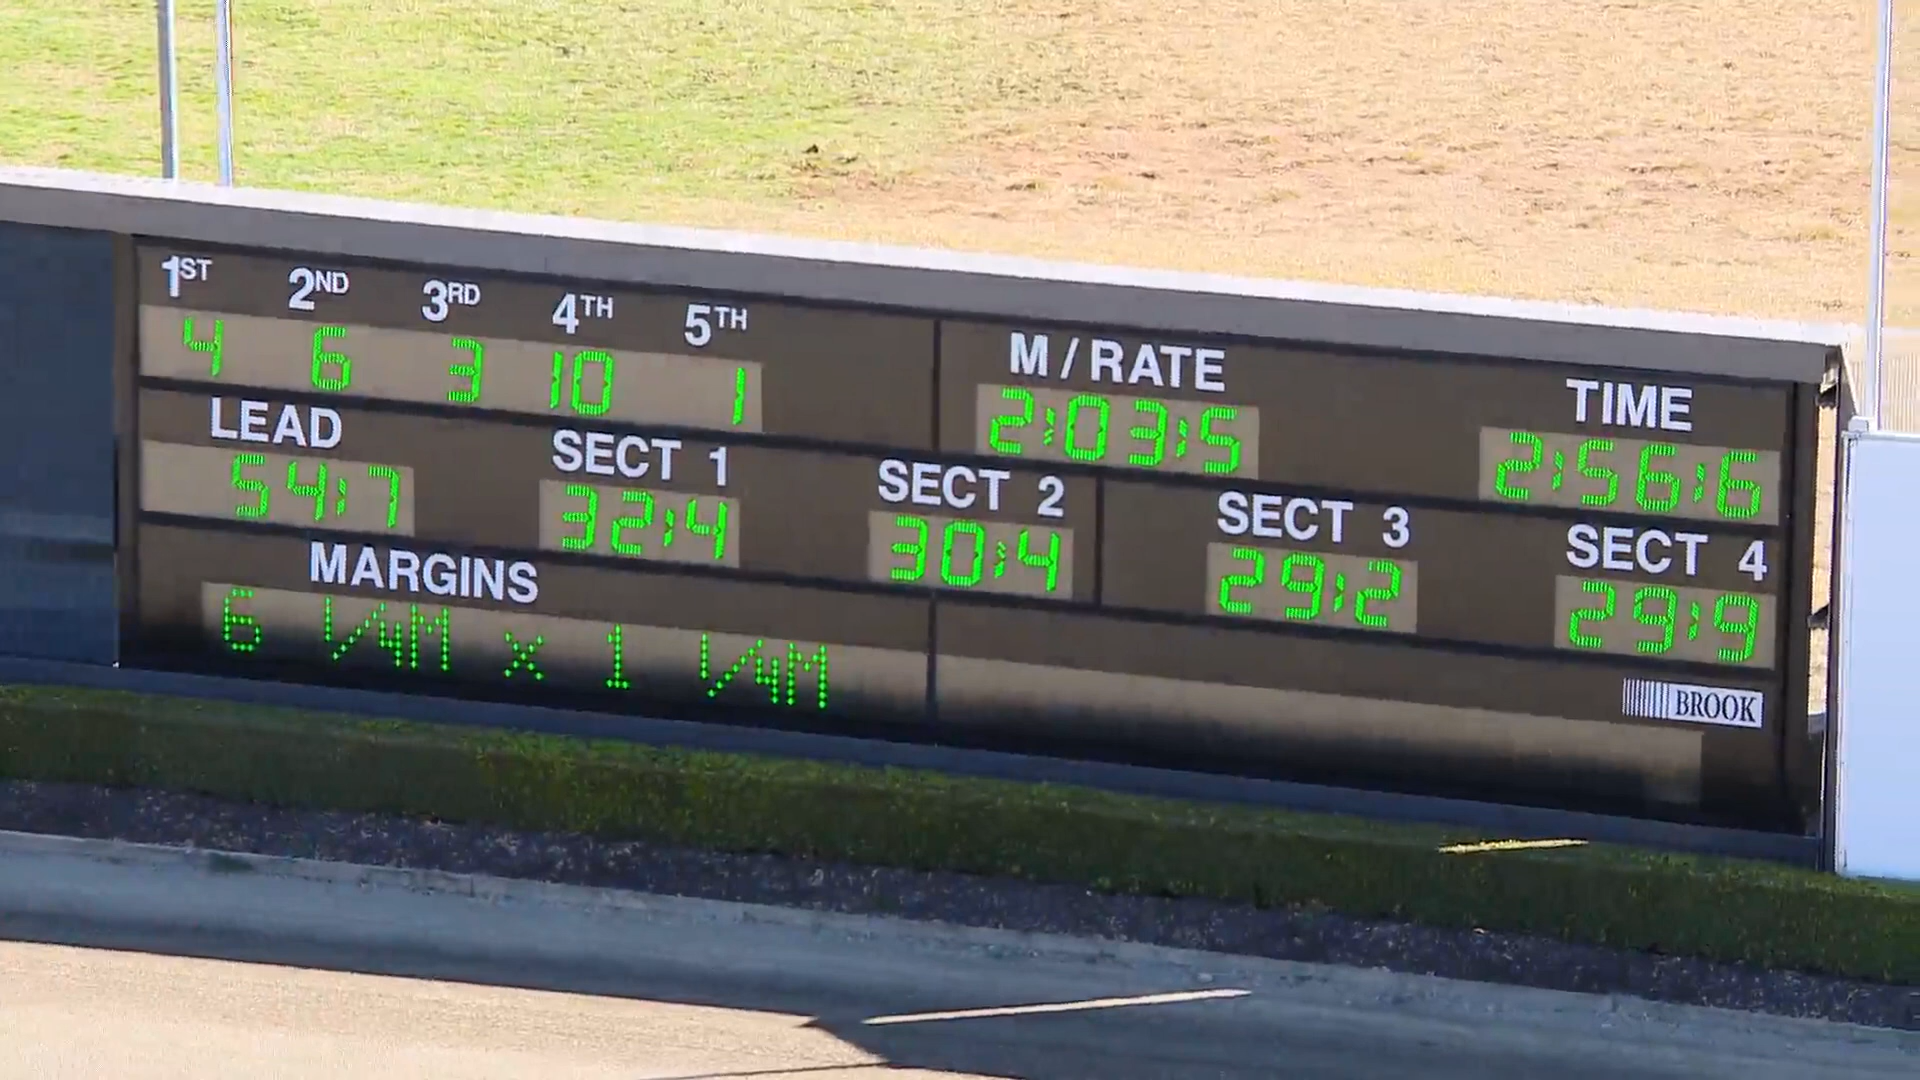 1ST 2ND 3RD 4TH 5TH
4 6 3 10 1
M / RATE
2:03:5
TIME
2:56:6
LEAD
54:7
SECT 1
32:4
SECT 2
30:4
SECT 3
29:2
SECT 4
29:9
MARGINS
6 1/4M x 1 1/4M
BROOK